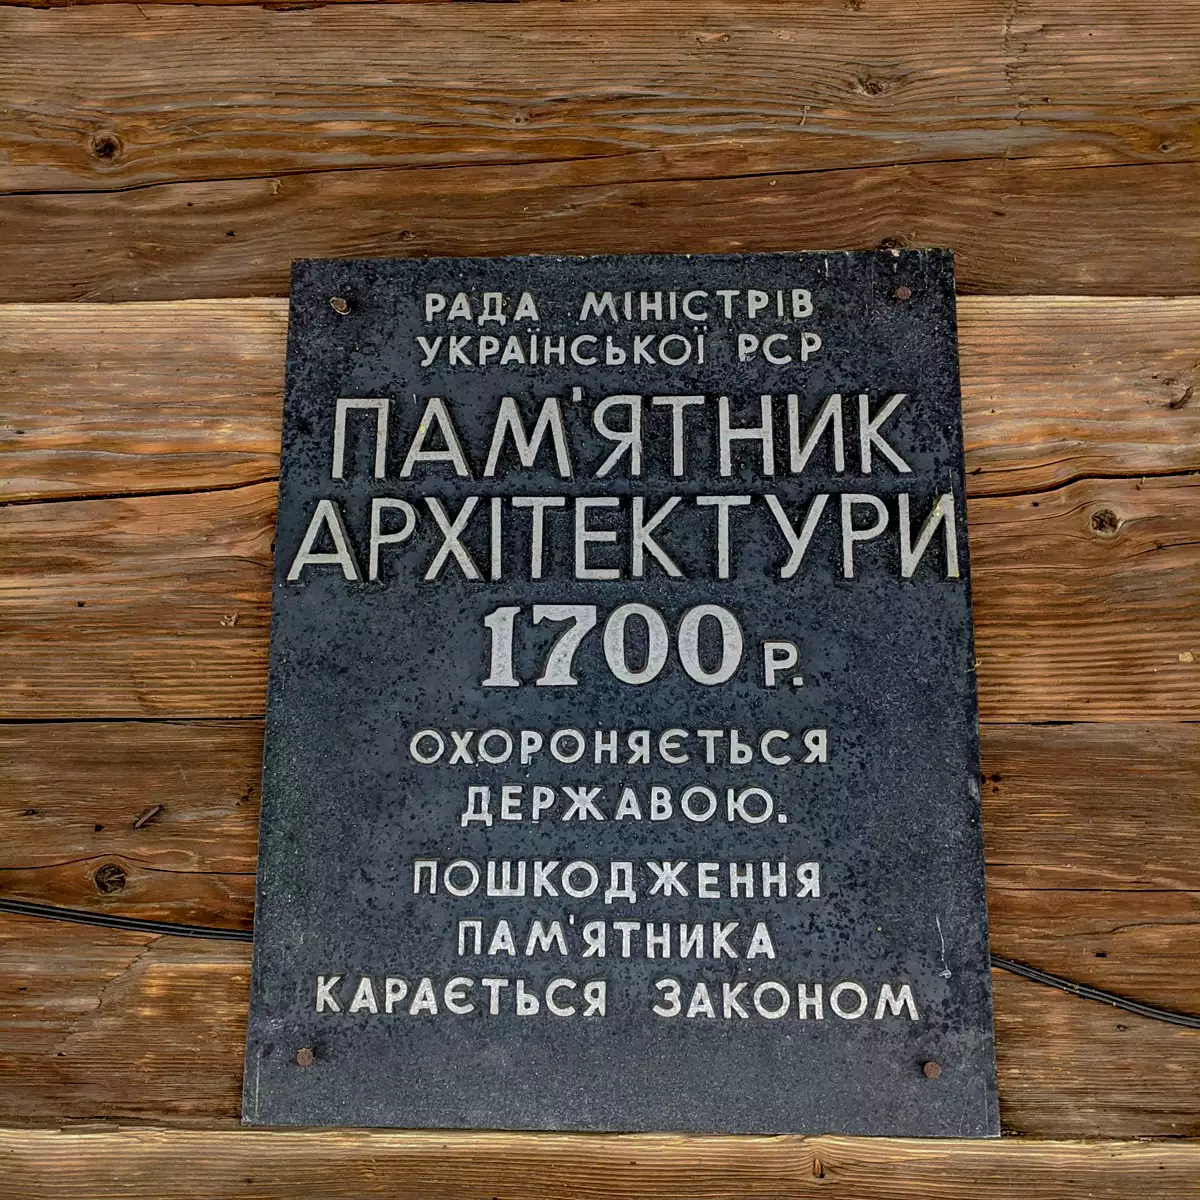 РАДА МІНІСТРІВ
УКРАЇНСЬКОЇ РСР
ПАМ'ЯТНИК
АРХІТЕКТУРИ
1700 Р.
ОХОРОНЯЄТЬСЯ
ДЕРЖАВОЮ.
ПОШКОДЖЕННЯ
ПАМ'ЯТНИКА
КАРАЄТЬСЯ ЗАКОНОМ